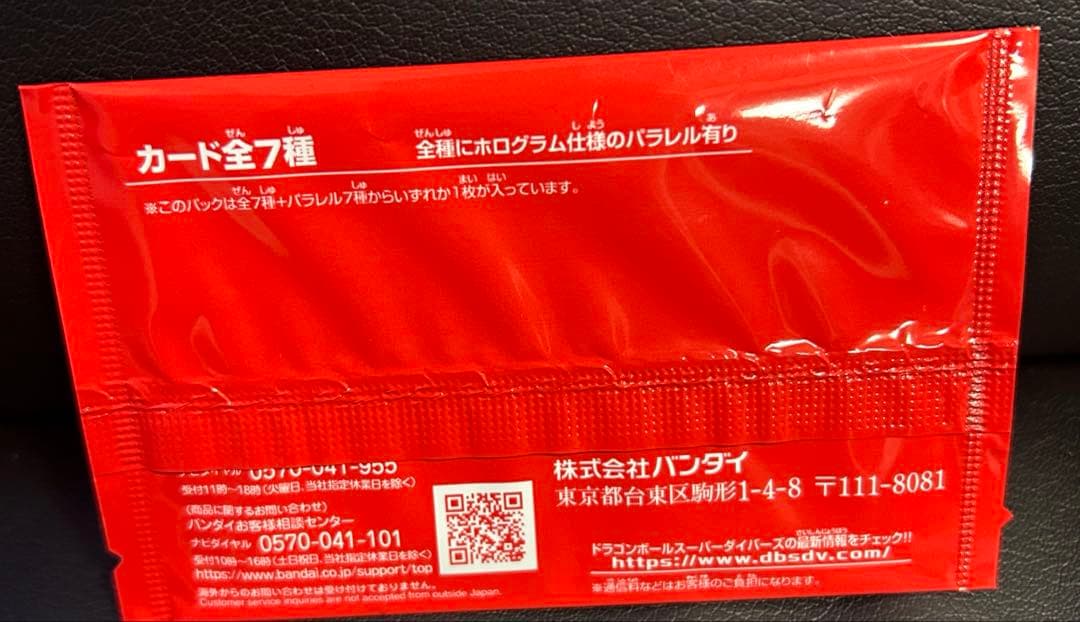 カード全7種 全種にホログラム仕様のパラレル有り
※このパックは全7種+パラレル7種からいずれか1枚が入っています。
ナビダイヤル 0570-041-955
受付11時~18時(火曜日、当社指定休業日を除く)
(商品に関するお問い合わせ)
バンダイお客様相談センター
ナビダイヤル 0570-041-101
受付10時~16時(土日祝日、当社指定休業日を除く)
https://www.bandai.co.jp/support/top
海外からのお問い合わせは受け付けておりません。
Customer service inquiries are not accepted from outside Japan.
株式会社バンダイ
東京都台東区駒形1-4-8 〒111-8081
ドラゴンボールスーパーダイバーズの最新情報をチェック!!
https://www.dbsdv.com/
※通信料などはお客様のご負担になります。